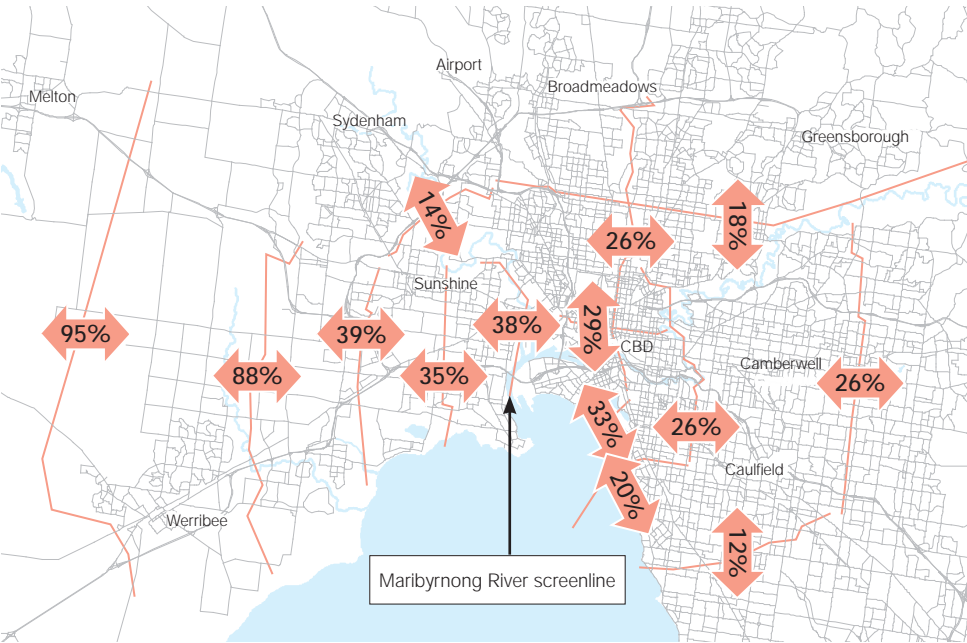 Airport
Melton
Broadmeadows
Sydenham
Greensborough
14%
18%
26%
Sunshine
95%
39%
38%
29%
CBD
88%
35%
Camberwell
26%
33%
26%
Caulfield
20%
Werribee
12%
Maribyrnong River screenline